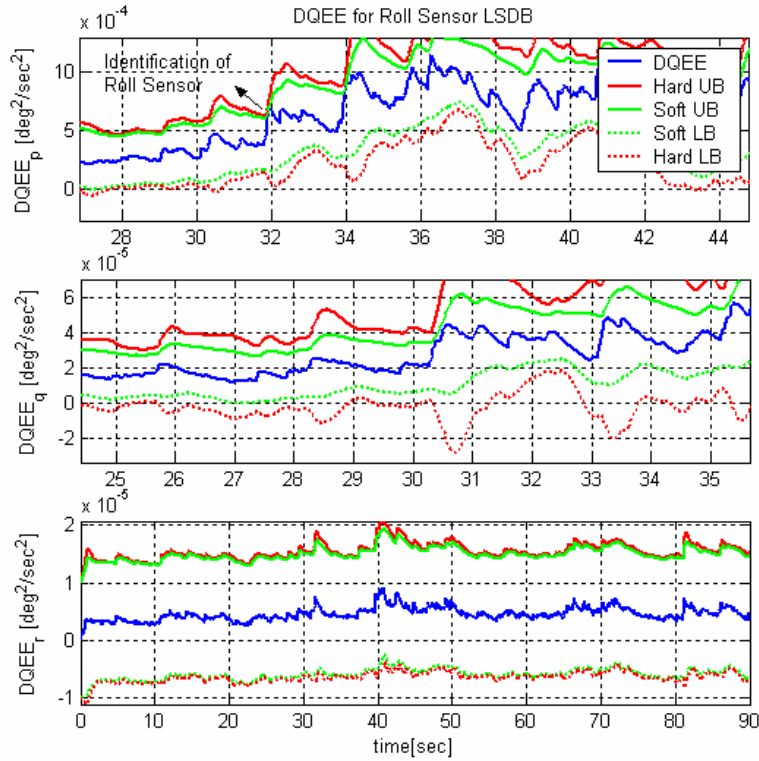 DQEE for Roll Sensor LSDB
x 10^-4
Identification of
Roll Sensor
DQEE
Hard UB
Soft UB
Soft LB
Hard LB
DQEE_p [deg^2/sec^2]
10
5
0
28 30 32 34 36 38 40 42 44
x 10^-5
DQEE_q [deg^2/sec^2]
6
4
2
0
-2
25 26 27 28 29 30 31 32 33 34 35
x 10^-5
DQEE_r [deg^2/sec^2]
2
1
0
-1
0 10 20 30 40 50 60 70 80 90
time[sec]